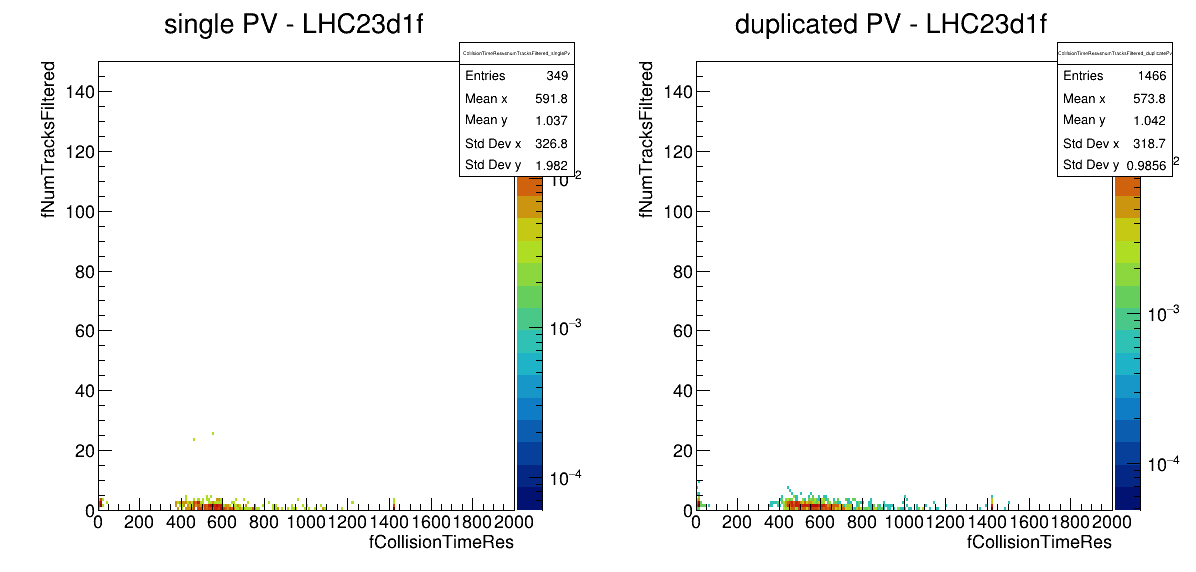 single PV - LHC23d1f
fNumTracksFiltered
140
120
100
80
60
40
20
0
0 200 400 600 800 1000 1200 1400 1600 1800 2000
fCollisionTimeRes
Entries 349
Mean x 591.8
Mean y 1.037
Std Dev x 326.8
Std Dev y 1.982
10⁻²
10⁻³
10⁻⁴
duplicated PV - LHC23d1f
fNumTracksFiltered
140
120
100
80
60
40
20
0
0 200 400 600 800 1000 1200 1400 1600 1800 2000
fCollisionTimeRes
Entries 1466
Mean x 573.8
Mean y 1.042
Std Dev x 318.7
Std Dev y 0.9856
2
10⁻³
10⁻⁴